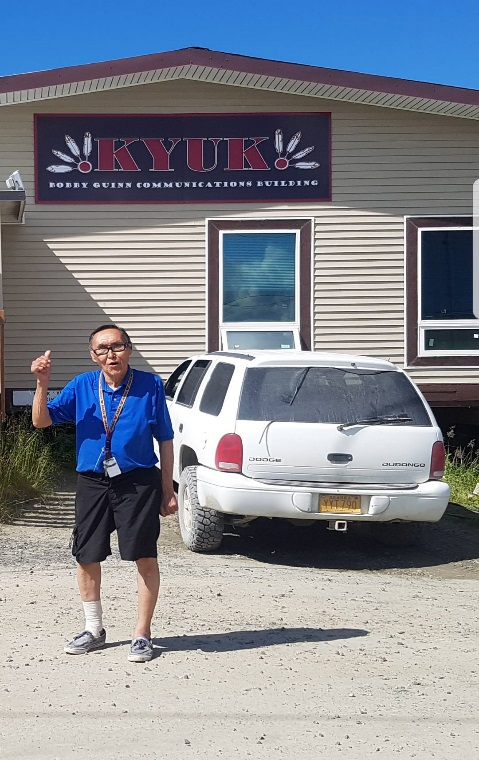 KYUK
BOBBY GUINN COMMUNICATIONS BUILDING
DODGE
DURANGO